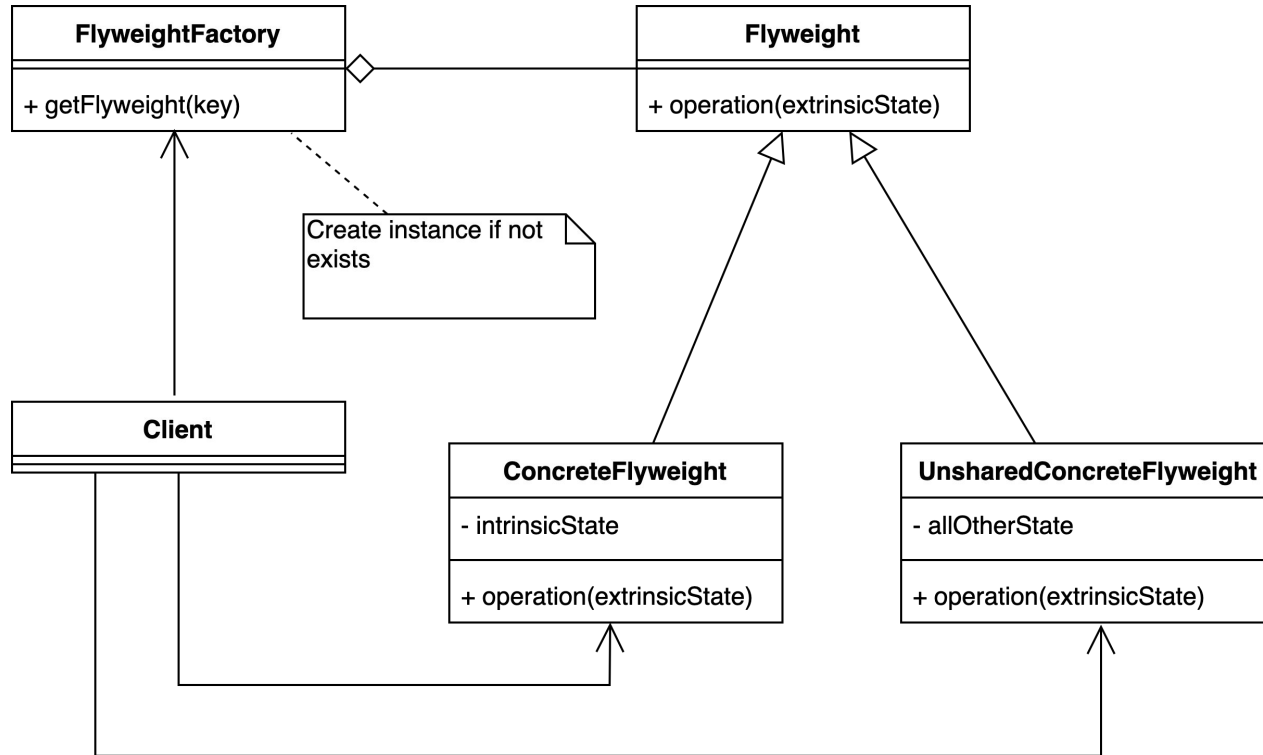 FlyweightFactory
+ getFlyweight(key)
Flyweight
+ operation(extrinsicState)
Create instance if not
exists
Client
ConcreteFlyweight
- intrinsicState
+ operation(extrinsicState)
UnsharedConcreteFlyweight
- allOtherState
+ operation(extrinsicState)